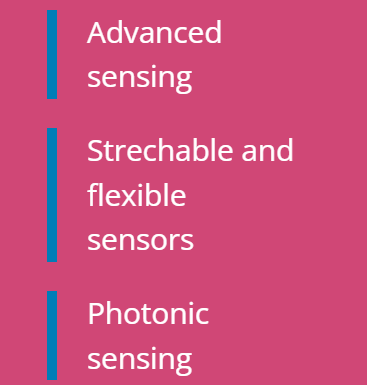 Advanced
sensing
Strechable and
flexible
sensors
Photonic
sensing